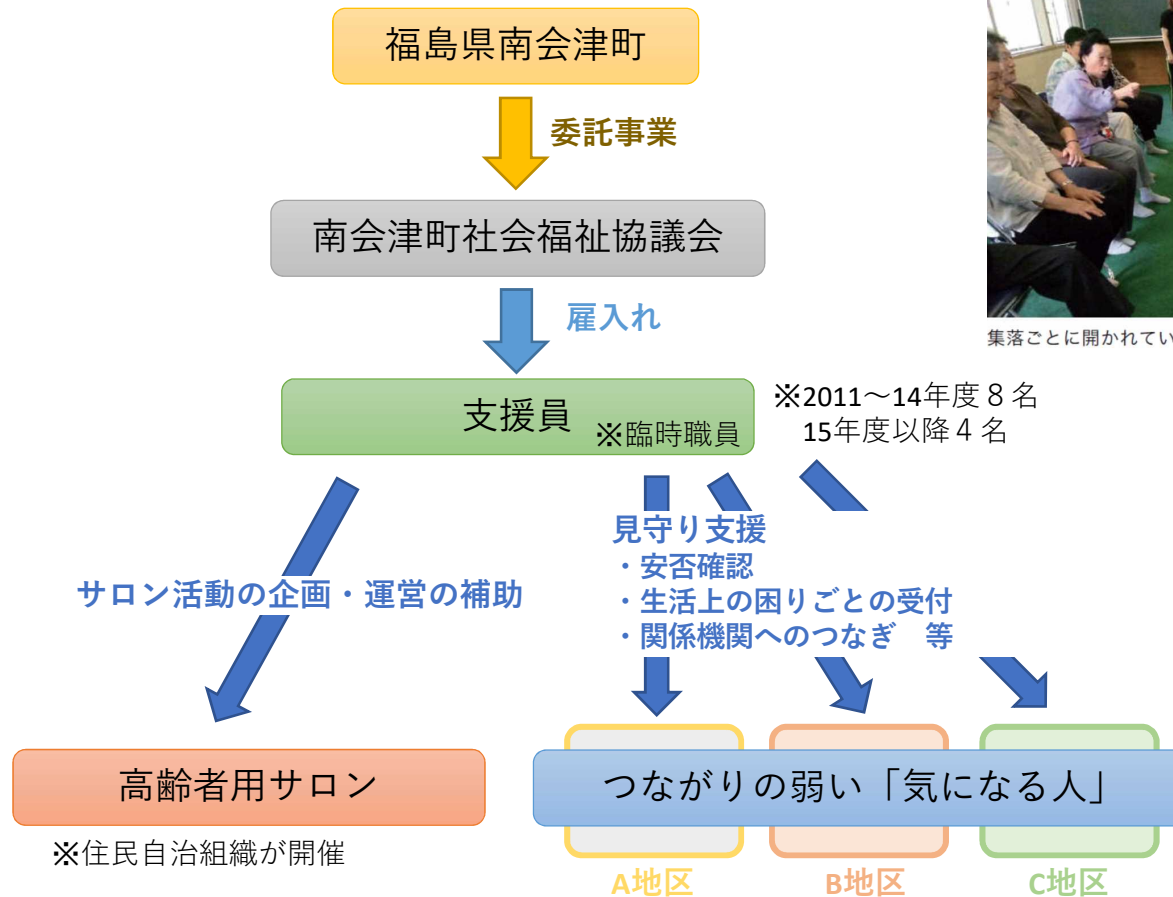 福島県南会津町
委託事業
南会津町社会福祉協議会
雇入れ
集落ごとに開かれてい
支援員 ※臨時職員
※2011～14年度８名
15年度以降４名
サロン活動の企画・運営の補助
見守り支援
・安否確認
・生活上の困りごとの受付
・関係機関へのつなぎ　等
高齢者用サロン
※住民自治組織が開催
つながりの弱い「気になる人」
A地区
B地区
C地区